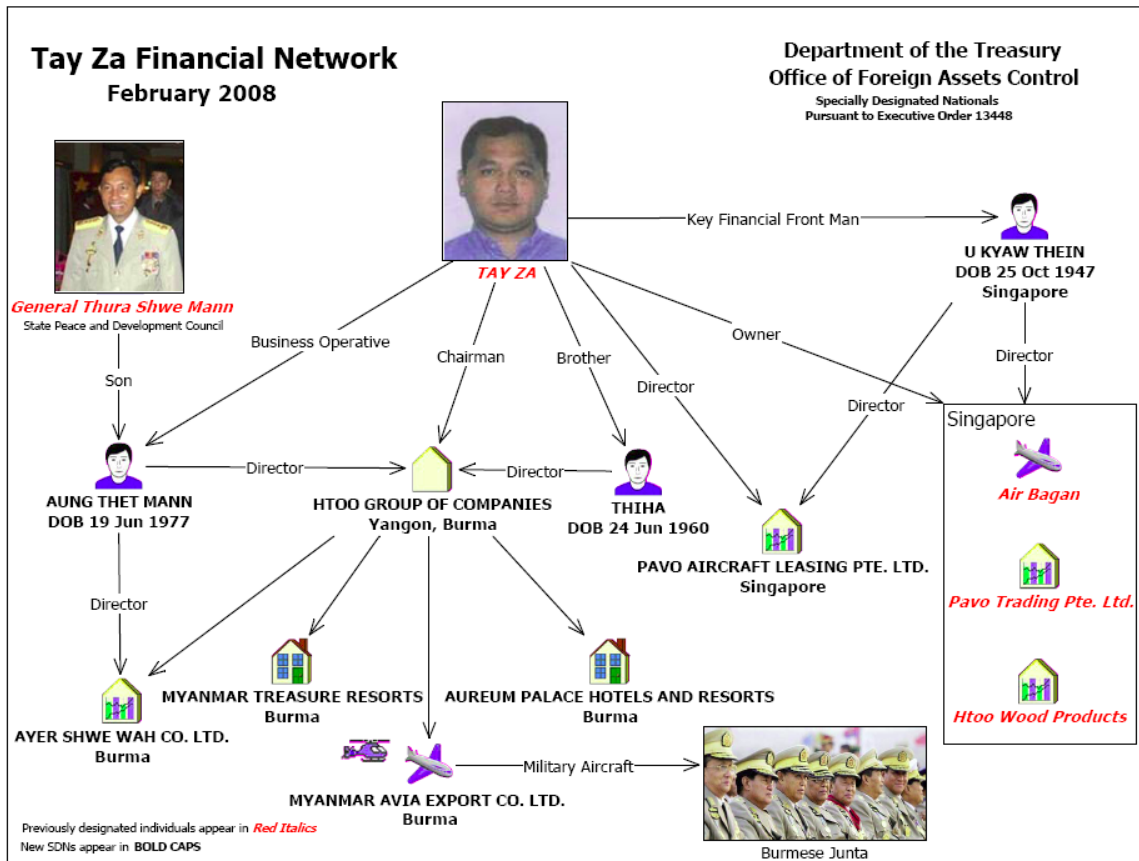 Tay Za Financial Network
February 2008
Department of the Treasury
Office of Foreign Assets Control
Specially Designated Nationals
Pursuant to Executive Order 13448
General Thura Shwe Mann
State Peace and Development Council
TAY ZA
Key Financial Front Man
U KYAW THEIN
DOB 25 Oct 1947
Singapore
Son
Business Operative
Chairman
Brother
Director
Owner
Director
Director
AUNG THET MANN
DOB 19 Jun 1977
Director
HTOO GROUP OF COMPANIES
Yangon, Burma
Director
THIHA
DOB 24 Jun 1960
PAVO AIRCRAFT LEASING PTE. LTD.
Singapore
Singapore
Air Bagan
Pavo Trading Pte. Ltd.
Htoo Wood Products
Director
AYER SHWE WAH CO. LTD.
Burma
MYANMAR TREASURE RESORTS
Burma
AUREUM PALACE HOTELS AND RESORTS
Burma
MYANMAR AVIA EXPORT CO. LTD.
Burma
Military Aircraft
Burmese Junta
Previously designated individuals appear in Red Italics
New SDNs appear in BOLD CAPS